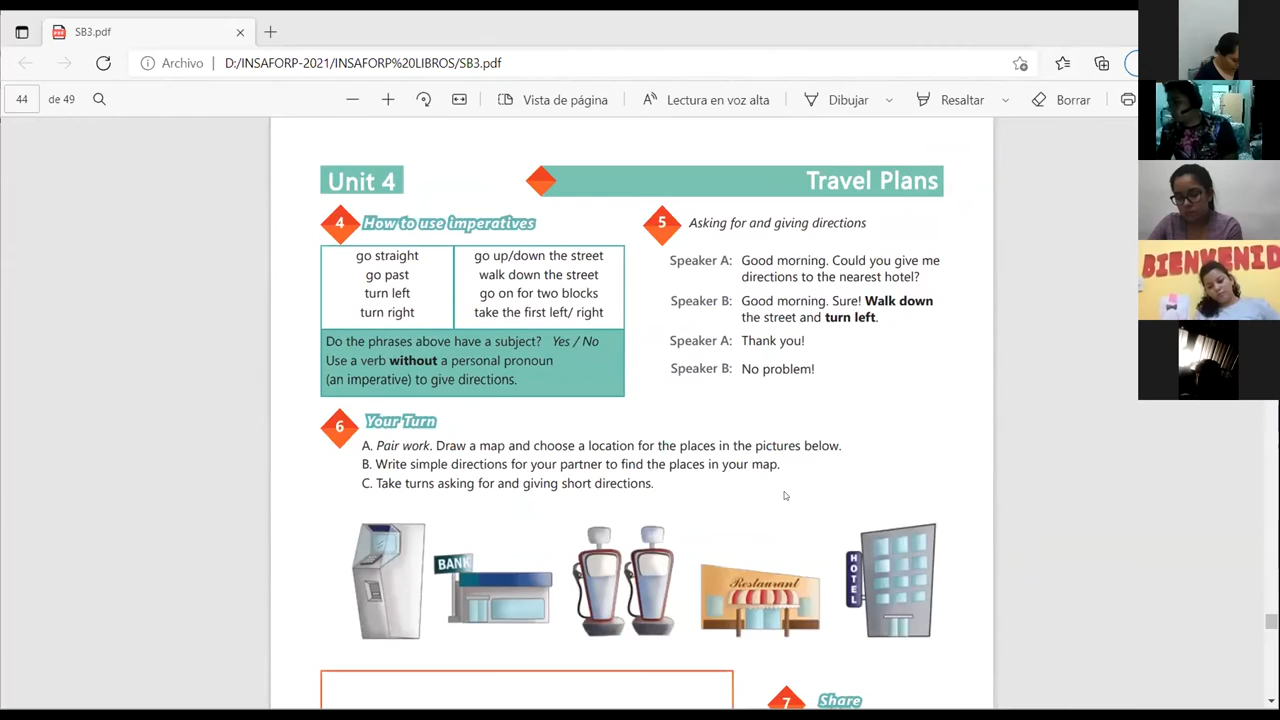 SB3.pdf
Archivo
D:/INSAFORP-2021/INSAFORP%20LIBROS/SB3.pdf
44
de 49
Vista de página
Lectura en voz alta
Dibujar
Resaltar
Borrar
Unit 4
Travel Plans
4
How to use imperatives
go straight
go past
turn left
turn right
go up/down the street
walk down the street
go on for two blocks
take the first left/ right
Do the phrases above have a subject? Yes / No
Use a verb without a personal pronoun
(an imperative) to give directions.
5
Asking for and giving directions
Speaker A: Good morning. Could you give me
directions to the nearest hotel?
Speaker B: Good morning. Sure! Walk down
the street and turn left.
Speaker A: Thank you!
Speaker B: No problem!
6
Your Turn
A. Pair work. Draw a map and choose a location for the places in the pictures below.
B. Write simple directions for your partner to find the places in your map.
C. Take turns asking for and giving short directions.
BANK
Restaurant
HOTEL
7
Share
BIENVENID